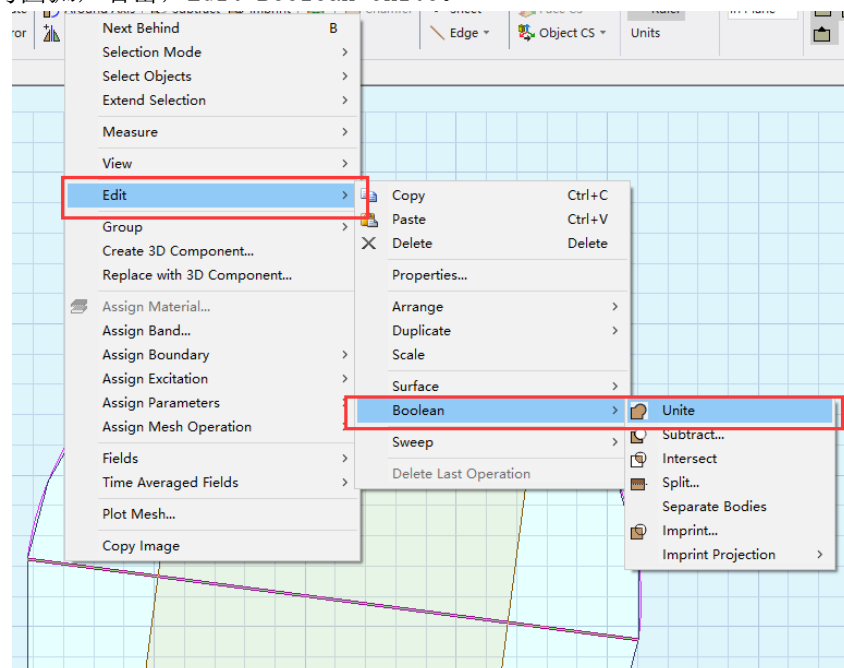 Next Behind B
Selection Mode
Select Objects
Extend Selection
Measure
View
Edit
Group
Create 3D Component...
Replace with 3D Component...
Assign Material...
Assign Band...
Assign Boundary
Assign Excitation
Assign Parameters
Assign Mesh Operation
Fields
Time Averaged Fields
Plot Mesh...
Copy Image
Edge
Object CS
Units
Copy Ctrl+C
Paste Ctrl+V
Delete Delete
Properties...
Arrange
Duplicate
Scale
Surface
Boolean
Sweep
Delete Last Operation
Unite
Subtract...
Intersect
Split...
Separate Bodies
Imprint...
Imprint Projection